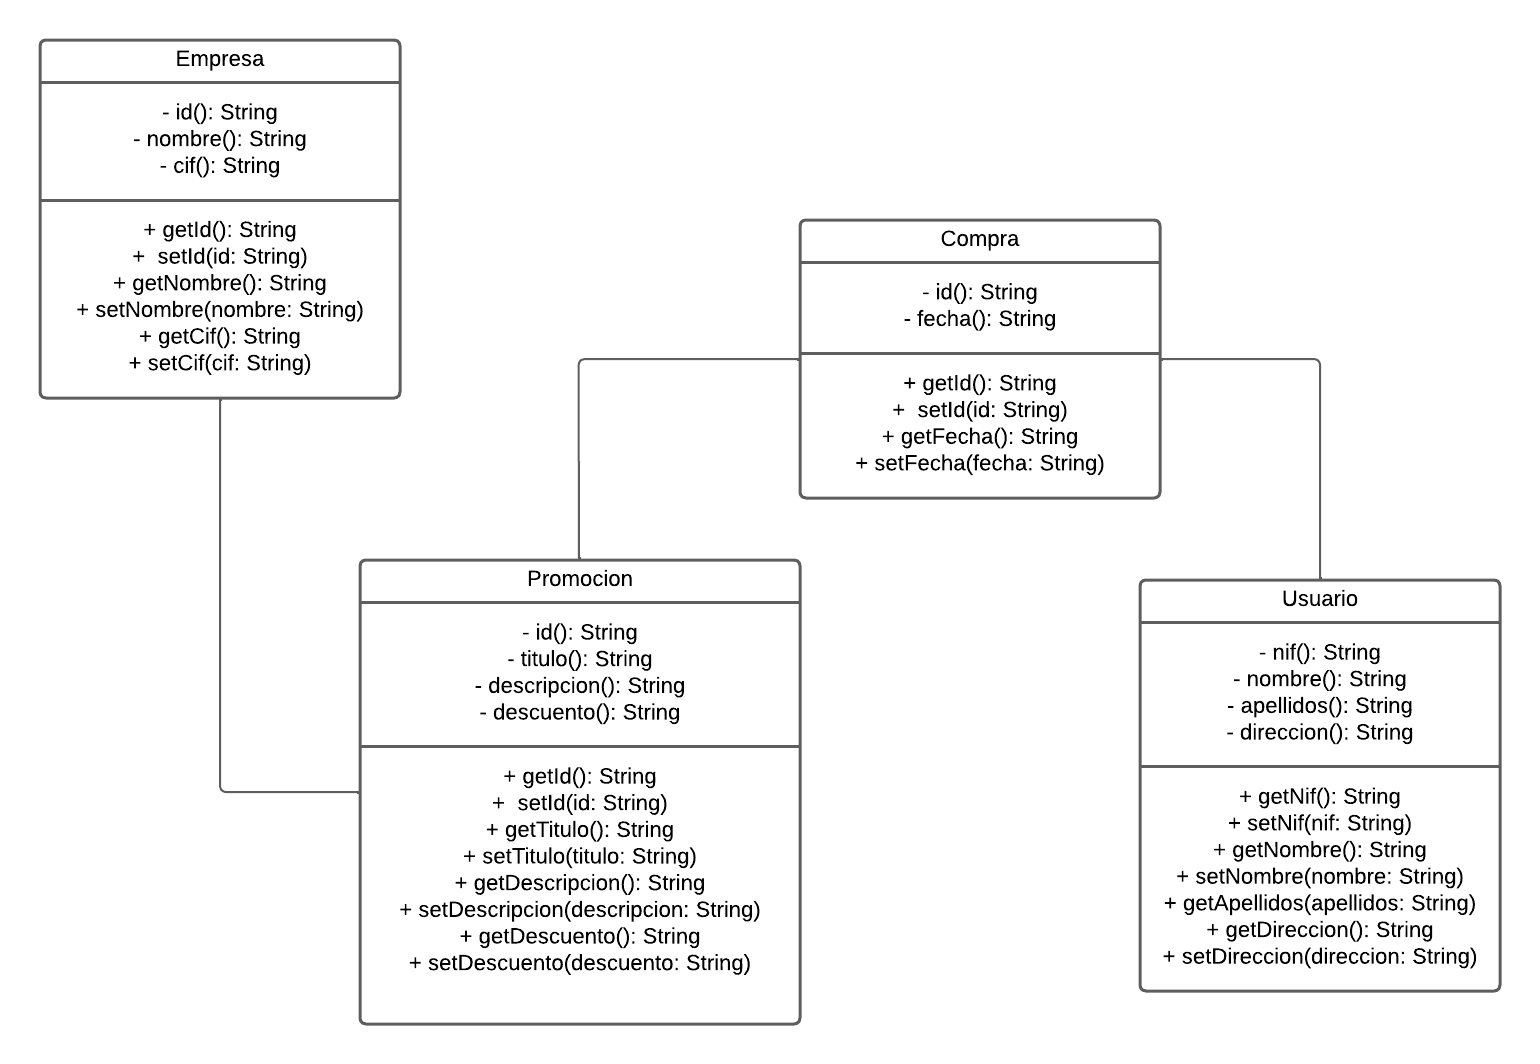 Empresa
- id(): String
- nombre(): String
- cif(): String
+ getId(): String
+  setId(id: String)
+ getNombre(): String
+ setNombre(nombre: String)
+ getCif(): String
+ setCif(cif: String)
Compra
- id(): String
- fecha(): String
+ getId(): String
+  setId(id: String)
+ getFecha(): String
+ setFecha(fecha: String)
Promocion
- id(): String
- titulo(): String
- descripcion(): String
- descuento(): String
+ getId(): String
+  setId(id: String)
+ getTitulo(): String
+ setTitulo(titulo: String)
+ getDescripcion(): String
+ setDescripcion(descripcion: String)
+ getDescuento(): String
+ setDescuento(descuento: String)
Usuario
- nif(): String
- nombre(): String
- apellidos(): String
- direccion(): String
+ getNif(): String
+ setNif(nif: String)
+ getNombre(): String
+ setNombre(nombre: String)
+ getApellidos(apellidos: String)
+ getDireccion(): String
+ setDireccion(direccion: String)